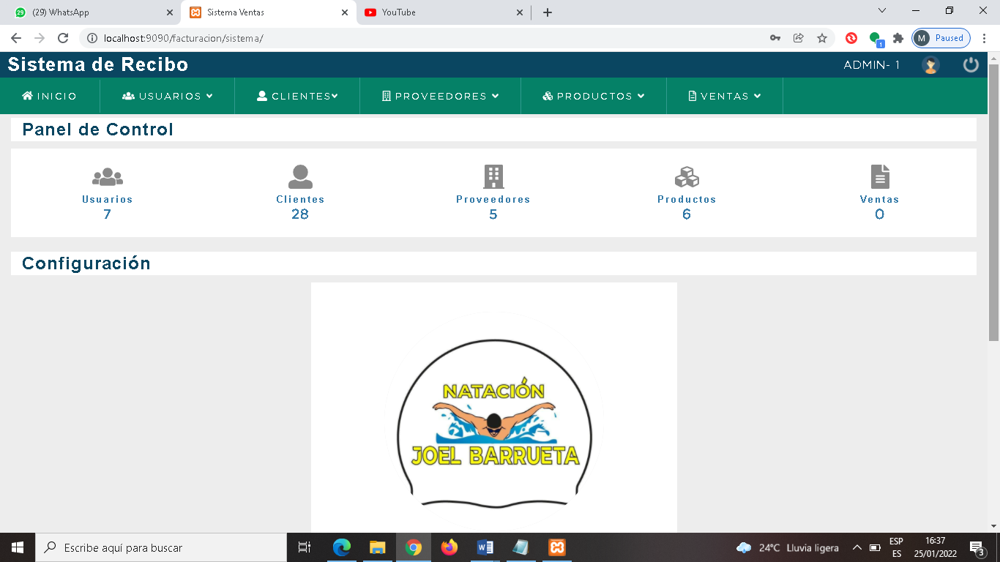 29
(29) WhatsApp
Sistema Ventas
YouTube
localhost:9090/facturacion/sistema/
1
M Paused
Sistema de Recibo
ADMIN- 1
INICIO
USUARIOS
CLIENTES
PROVEEDORES
PRODUCTOS
VENTAS
Panel de Control
Usuarios
7
Clientes
28
Proveedores
5
Productos
6
Ventas
0
Configuración
NATACIÓN
JOEL BARRUETA
Escribe aquí para buscar
24°C Lluvia ligera
ESP
ES
16:37
25/01/2022
3